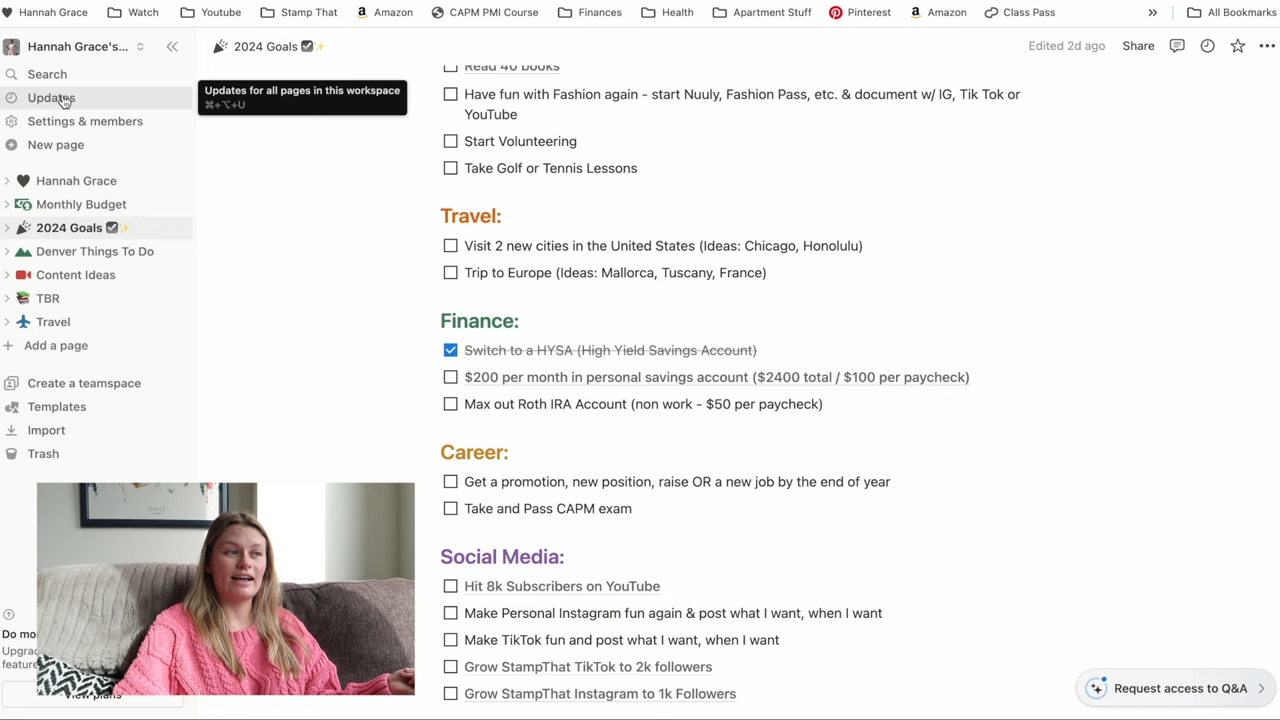 Hannah Grace
Watch
Youtube
Stamp That
Amazon
CAPM PMI Course
Finances
Health
Apartment Stuff
Pinterest
Amazon
Class Pass
All Bookmarks
Hannah Grace's...
2024 Goals
Edited 2d ago
Share
Search
Updates
Updates for all pages in this workspace
⌘+⌥+U
Settings & members
New page
Hannah Grace
Monthly Budget
2024 Goals
Denver Things To Do
Content Ideas
TBR
Travel
Add a page
Create a teamspace
Templates
Import
Trash
Do mo
Upgra
feature
View plans
Read 40 books
Have fun with Fashion again - start Nuuly, Fashion Pass, etc. & document w/ IG, Tik Tok or
YouTube
Start Volunteering
Take Golf or Tennis Lessons
Travel:
Visit 2 new cities in the United States (Ideas: Chicago, Honolulu)
Trip to Europe (Ideas: Mallorca, Tuscany, France)
Finance:
Switch to a HYSA (High Yield Savings Account)
$200 per month in personal savings account ($2400 total / $100 per paycheck)
Max out Roth IRA Account (non work - $50 per paycheck)
Career:
Get a promotion, new position, raise OR a new job by the end of year
Take and Pass CAPM exam
Social Media:
Hit 8k Subscribers on YouTube
Make Personal Instagram fun again & post what I want, when I want
Make TikTok fun and post what I want, when I want
Grow StampThat TikTok to 2k followers
Grow StampThat Instagram to 1k Followers
Request access to Q&A